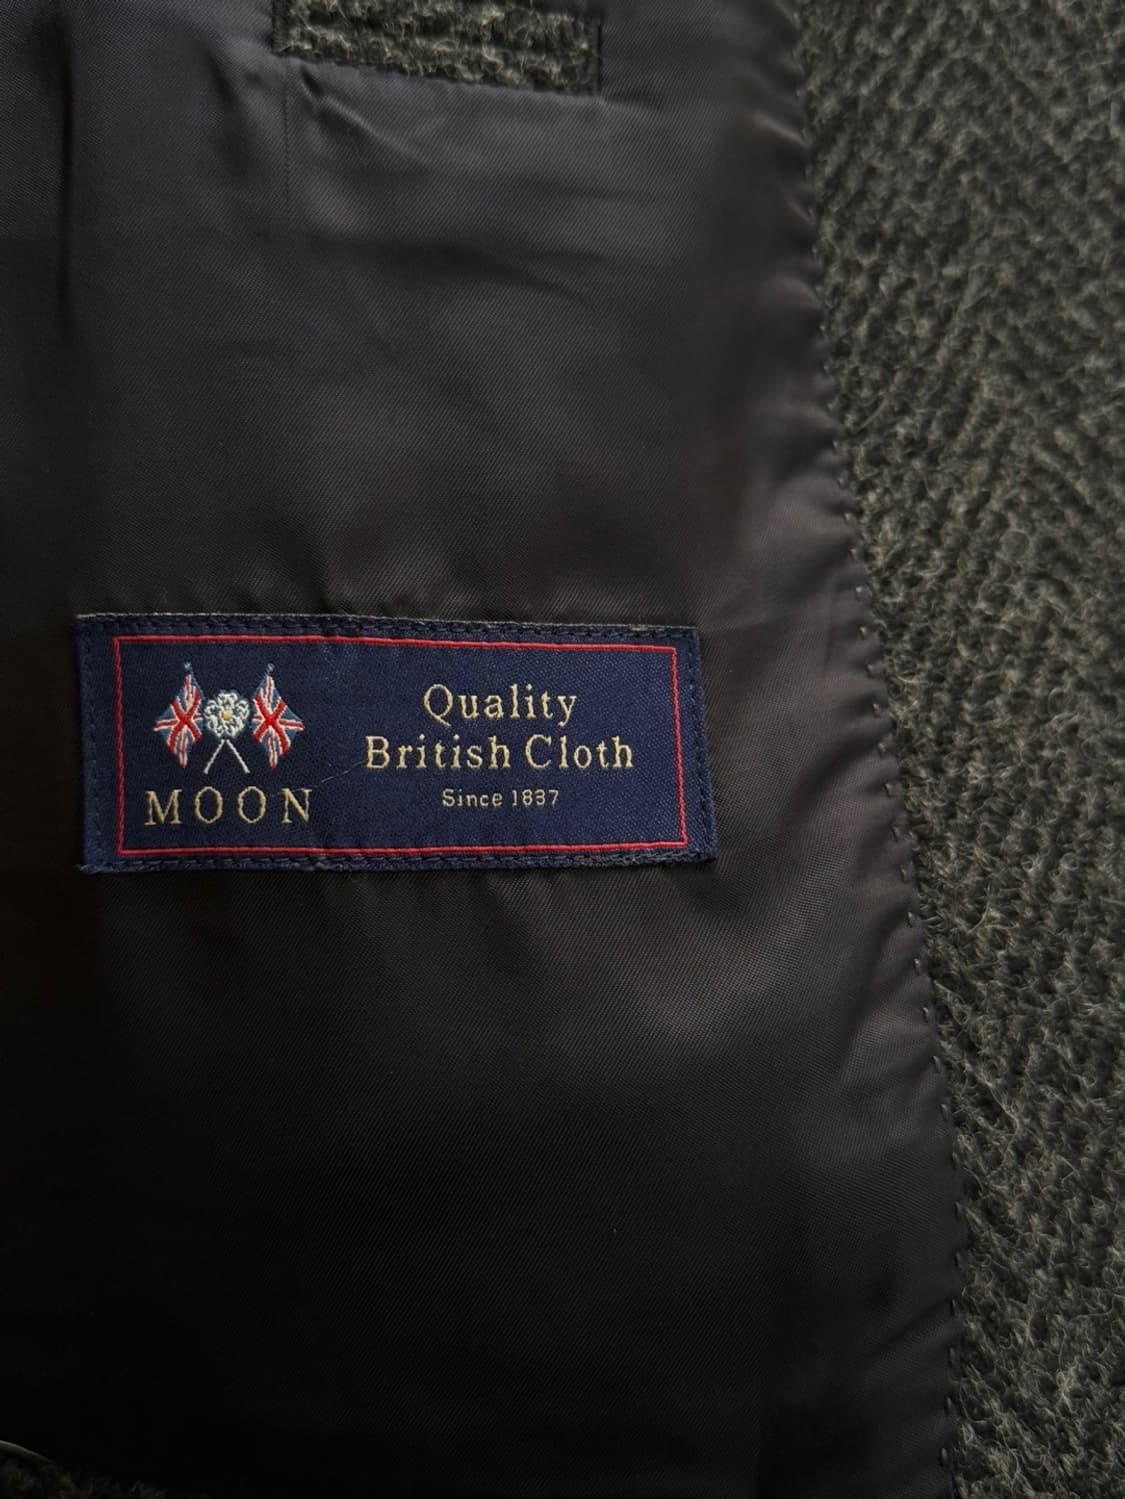 Quality
British Cloth
Since 1837
MOON